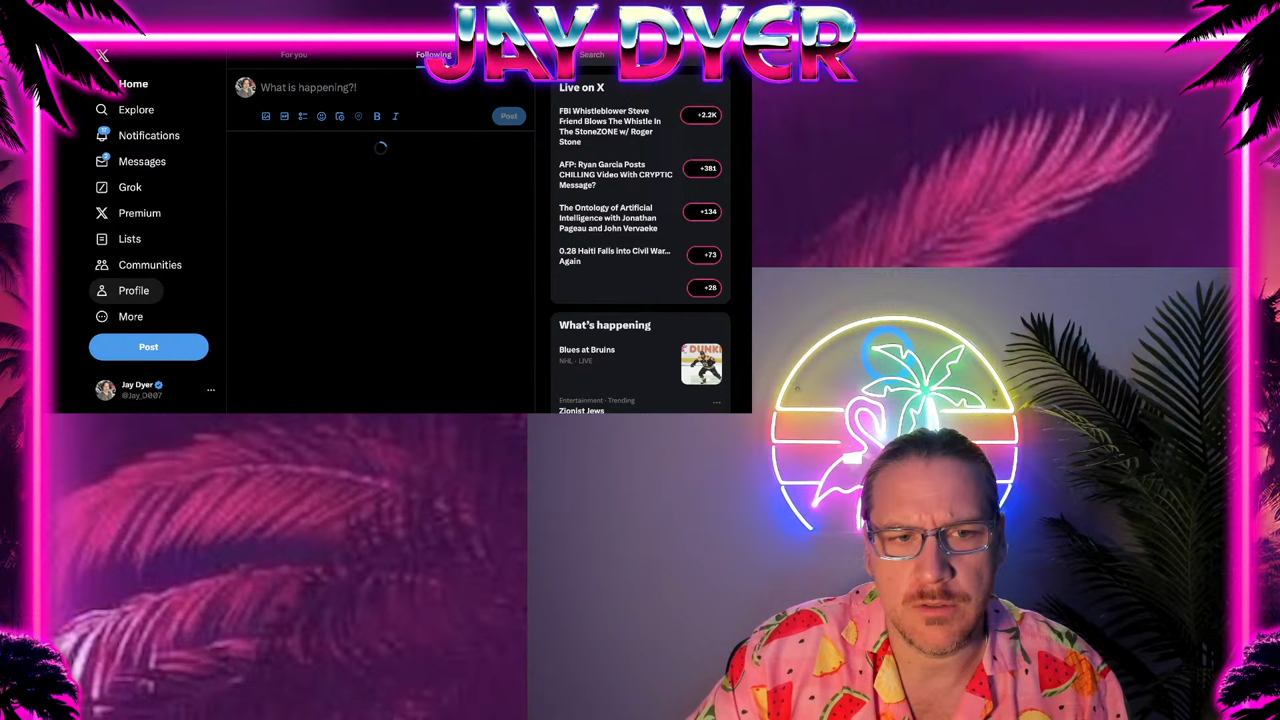 JAY DYER
For you
Following
Search
Home
Explore
Notifications
Messages
Grok
Premium
Lists
Communities
Profile
More
Post
Jay Dyer
@Jay_D007
What is happening?!
Post
Live on X
FBI Whistleblower Steve
Friend Blows The Whistle In
The StoneZONE w/ Roger
Stone
+2.2K
AFP: Ryan Garcia Posts
CHILLING Video With CRYPTIC
Message?
+381
The Ontology of Artificial
Intelligence with Jonathan
Pageau and John Vervaeke
+134
0.28 Haiti Falls into Civil War...
Again
+73
+28
What's happening
Blues at Bruins
NHL · LIVE
Entertainment · Trending
Zionist Jews